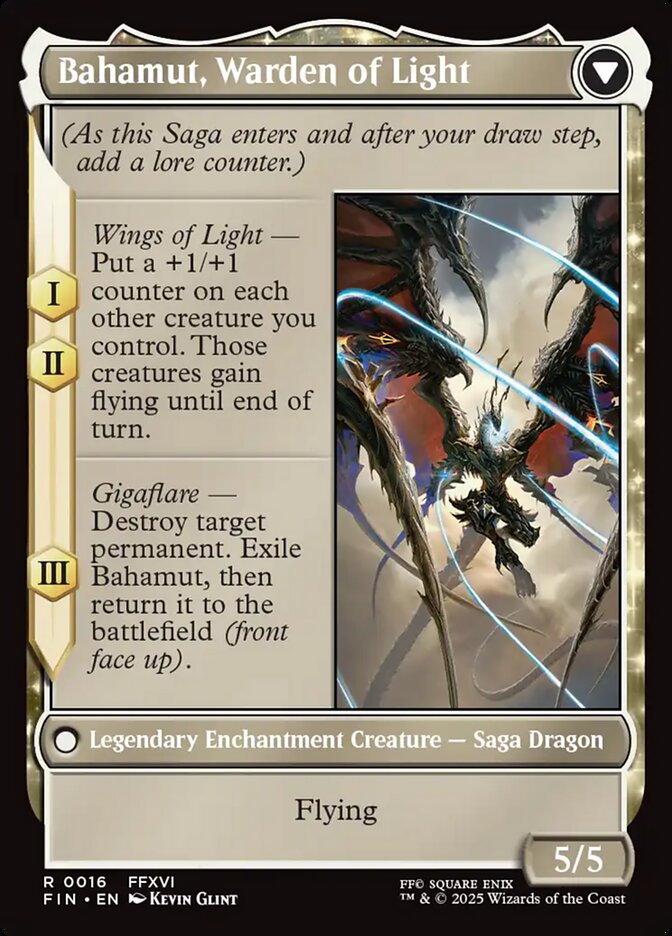 Bahamut, Warden of Light
(As this Saga enters and after your draw step,
add a lore counter.)
I
II
Wings of Light —
Put a +1/+1
counter on each
other creature you
control. Those
creatures gain
flying until end of
turn.
III
Gigaflare —
Destroy target
permanent. Exile
Bahamut, then
return it to the
battlefield (front
face up).
Legendary Enchantment Creature — Saga Dragon
Flying
5/5
R 0016 FFXVI
FIN • EN Kevin Glint
FF© SQUARE ENIX
™ & © 2025 Wizards of the Coast